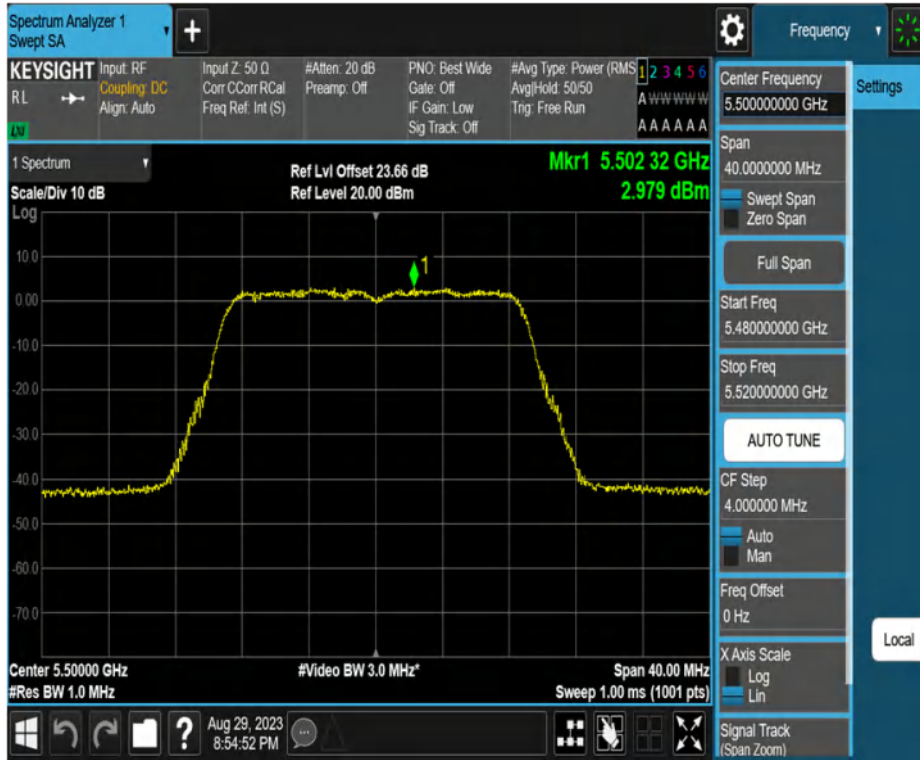 Spectrum Analyzer 1
Swept SA
+
Frequency
KEYSIGHT
RL
LXI
Input: RF
Coupling: DC
Align: Auto
Input Z: 50 Ω
Corr CCorr RCal
Freq Ref: Int (S)
#Atten: 20 dB
Preamp: Off
PNO: Best Wide
Gate: Off
IF Gain: Low
Sig Track: Off
#Avg Type: Power (RMS
Avg|Hold: 50/50
Trig: Free Run
1 2 3 4 5 6
A W W W W W
A A A A A A
1 Spectrum
Scale/Div 10 dB
Log
Ref Lvl Offset 23.66 dB
Ref Level 20.00 dBm
Mkr1 5.502 32 GHz
2.979 dBm
1
10.0
0.00
-10.0
-20.0
-30.0
-40.0
-50.0
-60.0
-70.0
Center 5.50000 GHz
#Res BW 1.0 MHz
#Video BW 3.0 MHz*
Span 40.00 MHz
Sweep 1.00 ms (1001 pts)
Aug 29, 2023
8:54:52 PM
?
Center Frequency
5.500000000 GHz
Span
40.0000000 MHz
Swept Span
Zero Span
Full Span
Start Freq
5.480000000 GHz
Stop Freq
5.520000000 GHz
AUTO TUNE
CF Step
4.000000 MHz
Auto
Man
Freq Offset
0 Hz
X Axis Scale
Log
Lin
Signal Track
(Span Zoom)
Settings
Local